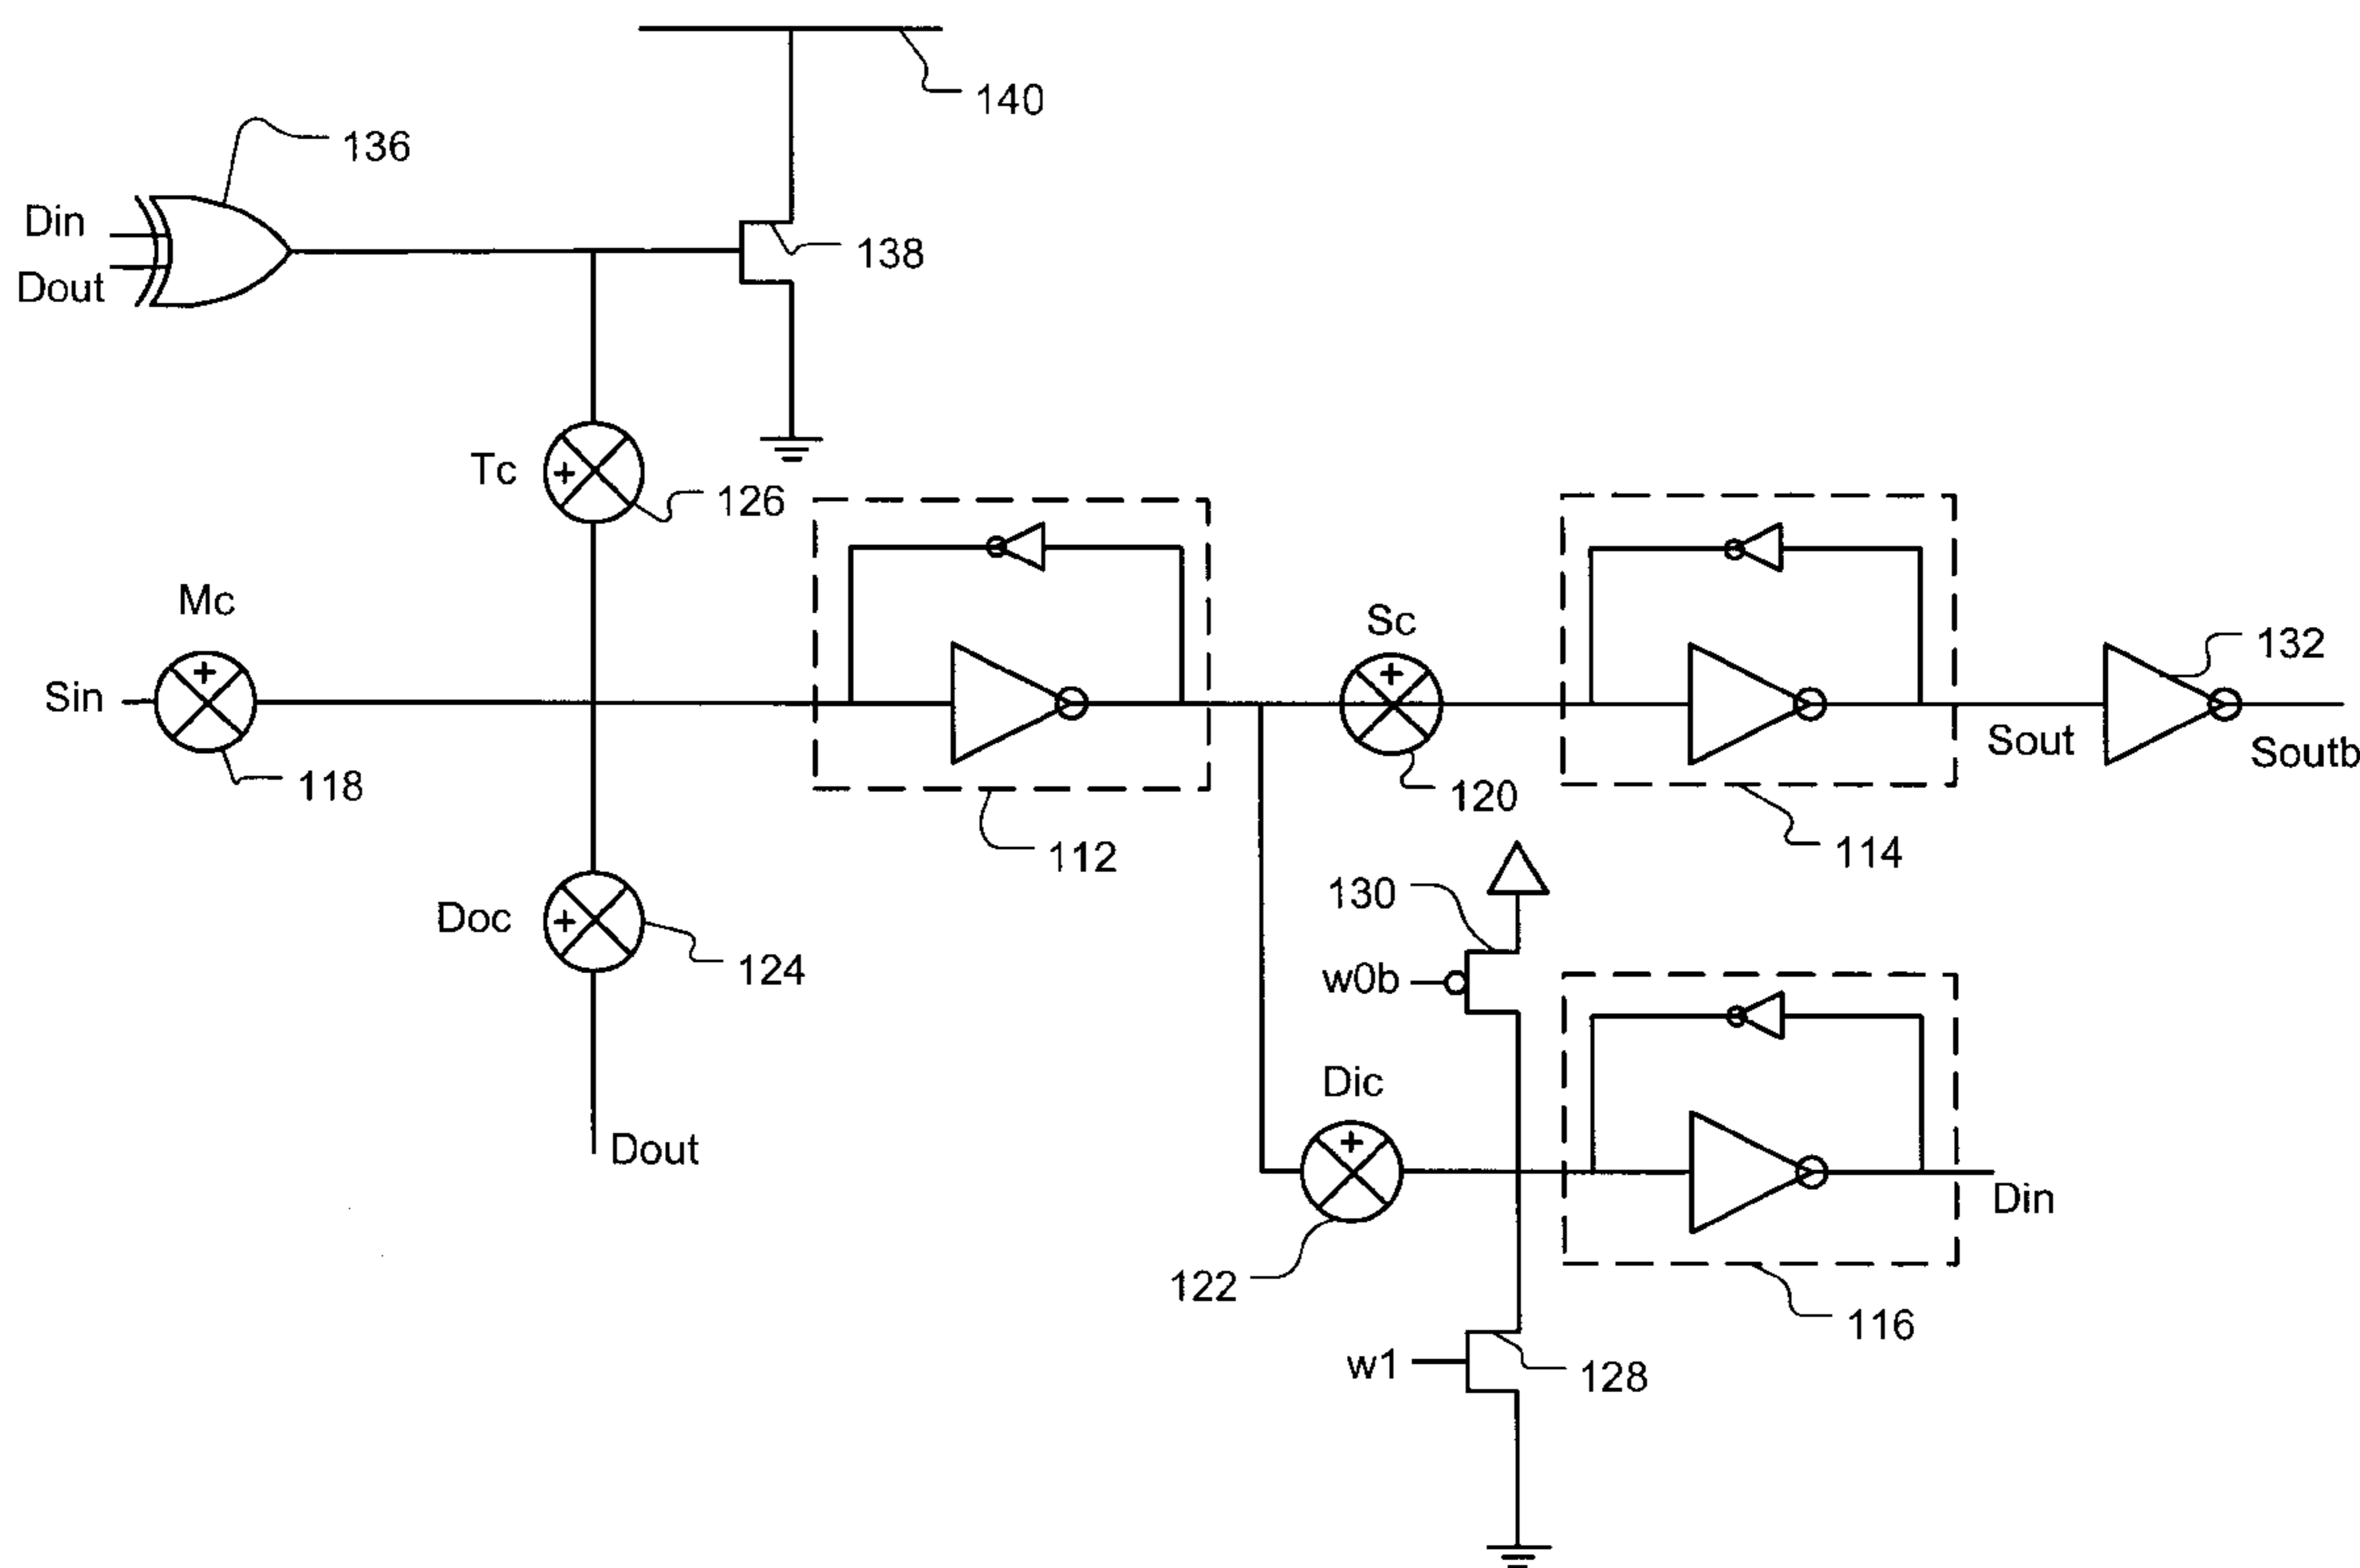 140
136
Din
Dout
138
Tc
126
Mc
Sin
118
112
Sc
120
114
Sout
132
Soutb
Doc
124
Dout
130
w0b
Dic
122
116
Din
w1
128